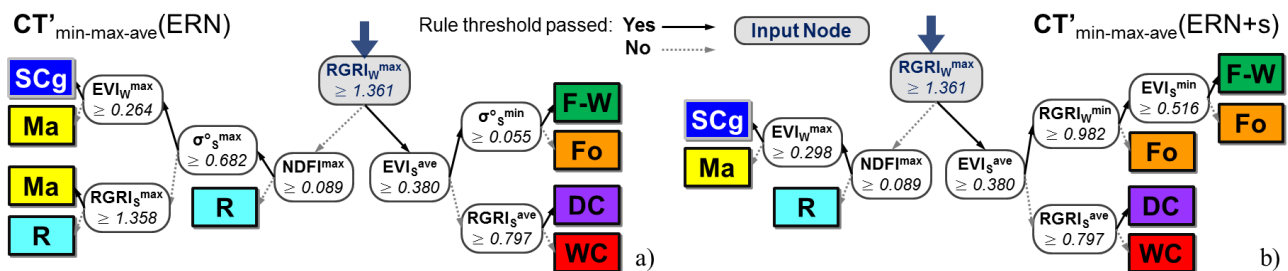 CT'min-max-ave(ERN)
Rule threshold passed: Yes
No
Input Node
CT'min-max-ave(ERN+s)
RGRIWmax
≥ 1.361
SCg
Ma
EVIWmax
≥ 0.264
σ°Smax
≥ 0.682
Ma
R
RGRISmax
≥ 1.358
R
NDFImax
≥ 0.089
EVISave
≥ 0.380
σ°Smin
≥ 0.055
F-W
Fo
RGRISave
≥ 0.797
DC
WC
a)
RGRIWmax
≥ 1.361
SCg
Ma
EVIWmax
≥ 0.298
R
NDFImax
≥ 0.089
EVISave
≥ 0.380
RGRIWmin
≥ 0.982
EVISmin
≥ 0.516
F-W
Fo
Fo
RGRISave
≥ 0.797
DC
WC
b)